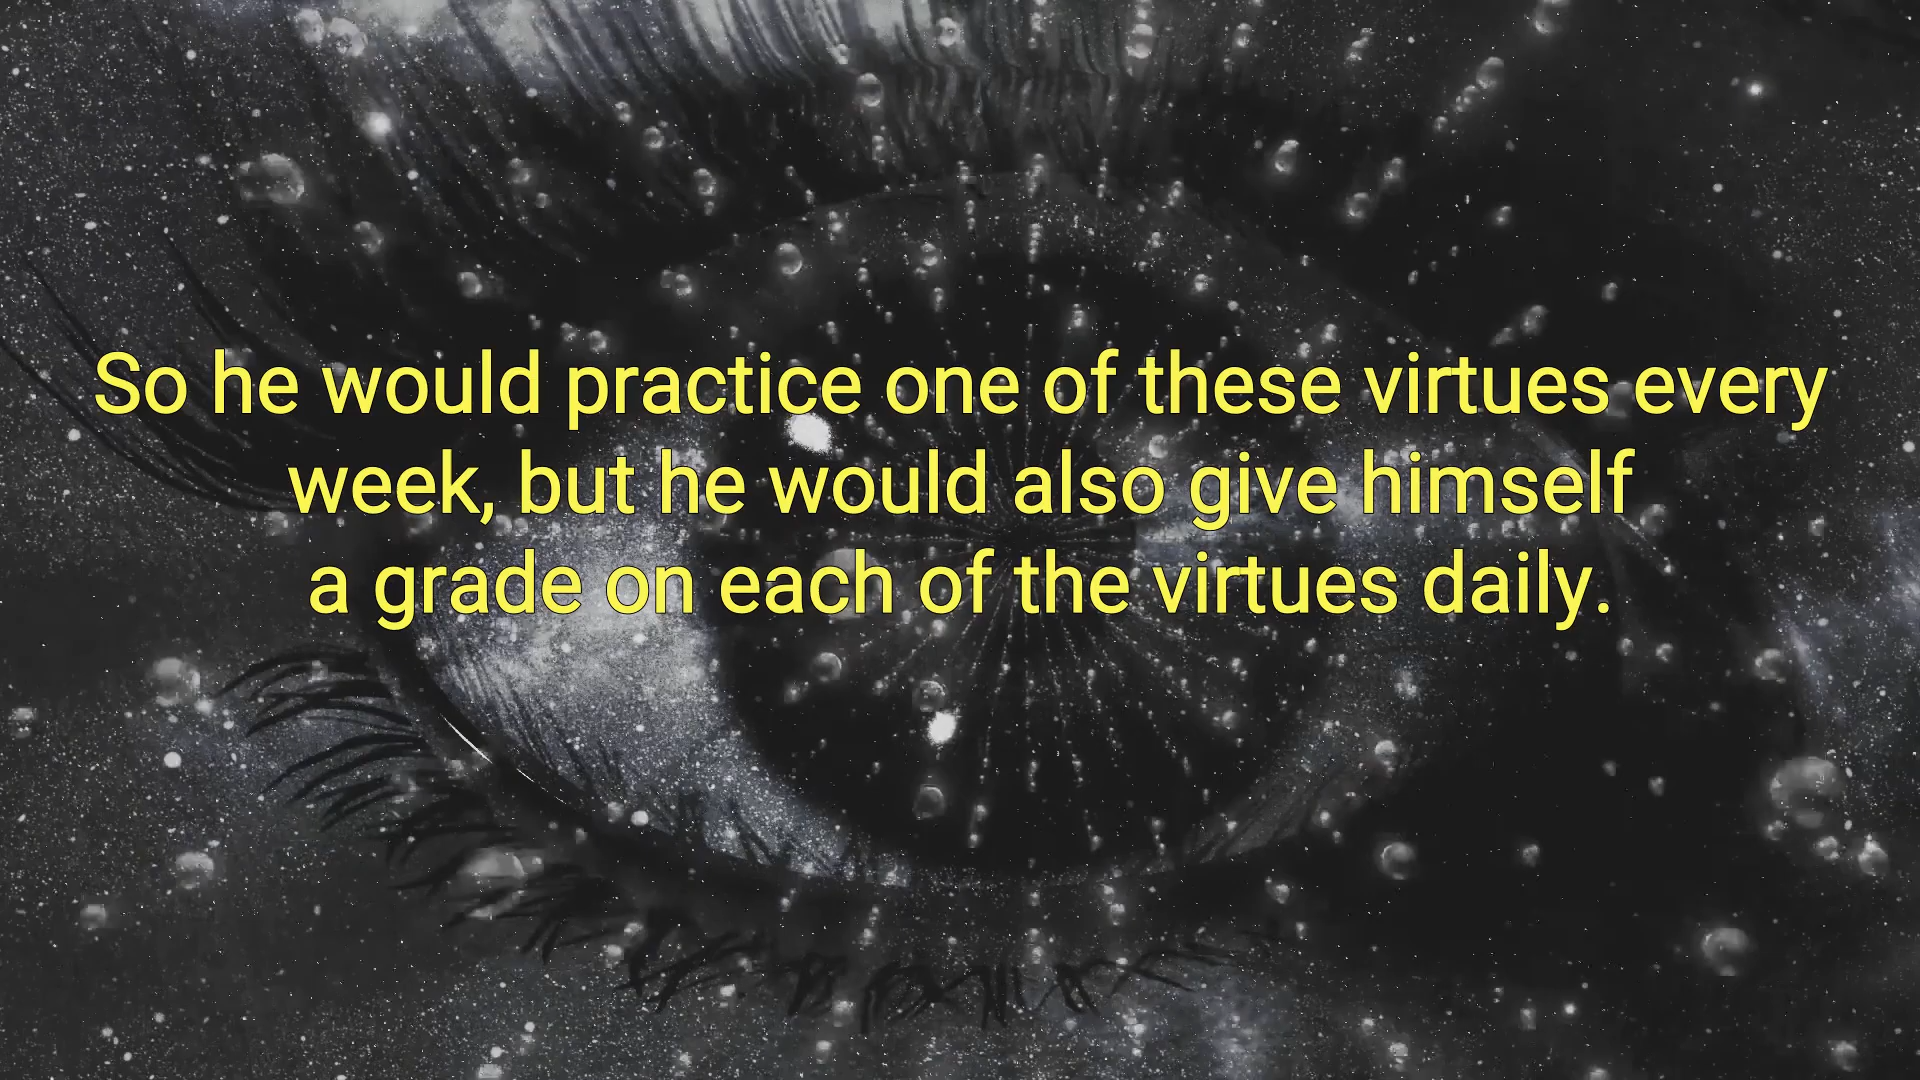 So he would practice one of these virtues every
week, but he would also give himself
a grade on each of the virtues daily.